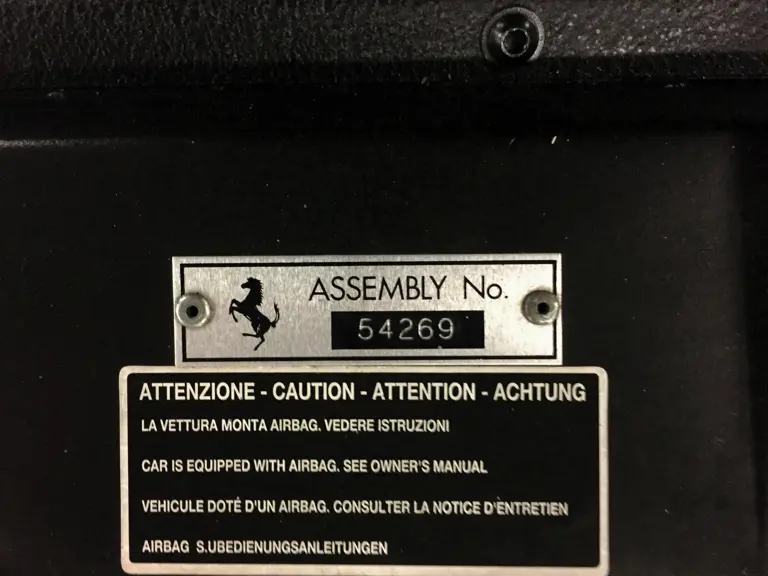 ASSEMBLY No.
54269
ATTENZIONE - CAUTION - ATTENTION - ACHTUNG
LA VETTURA MONTA AIRBAG. VEDERE ISTRUZIONI
CAR IS EQUIPPED WITH AIRBAG. SEE OWNER'S MANUAL
VEHICULE DOTÉ D'UN AIRBAG. CONSULTER LA NOTICE D'ENTRETIEN
AIRBAG S.UBEDIENUNGSANLEITUNGEN